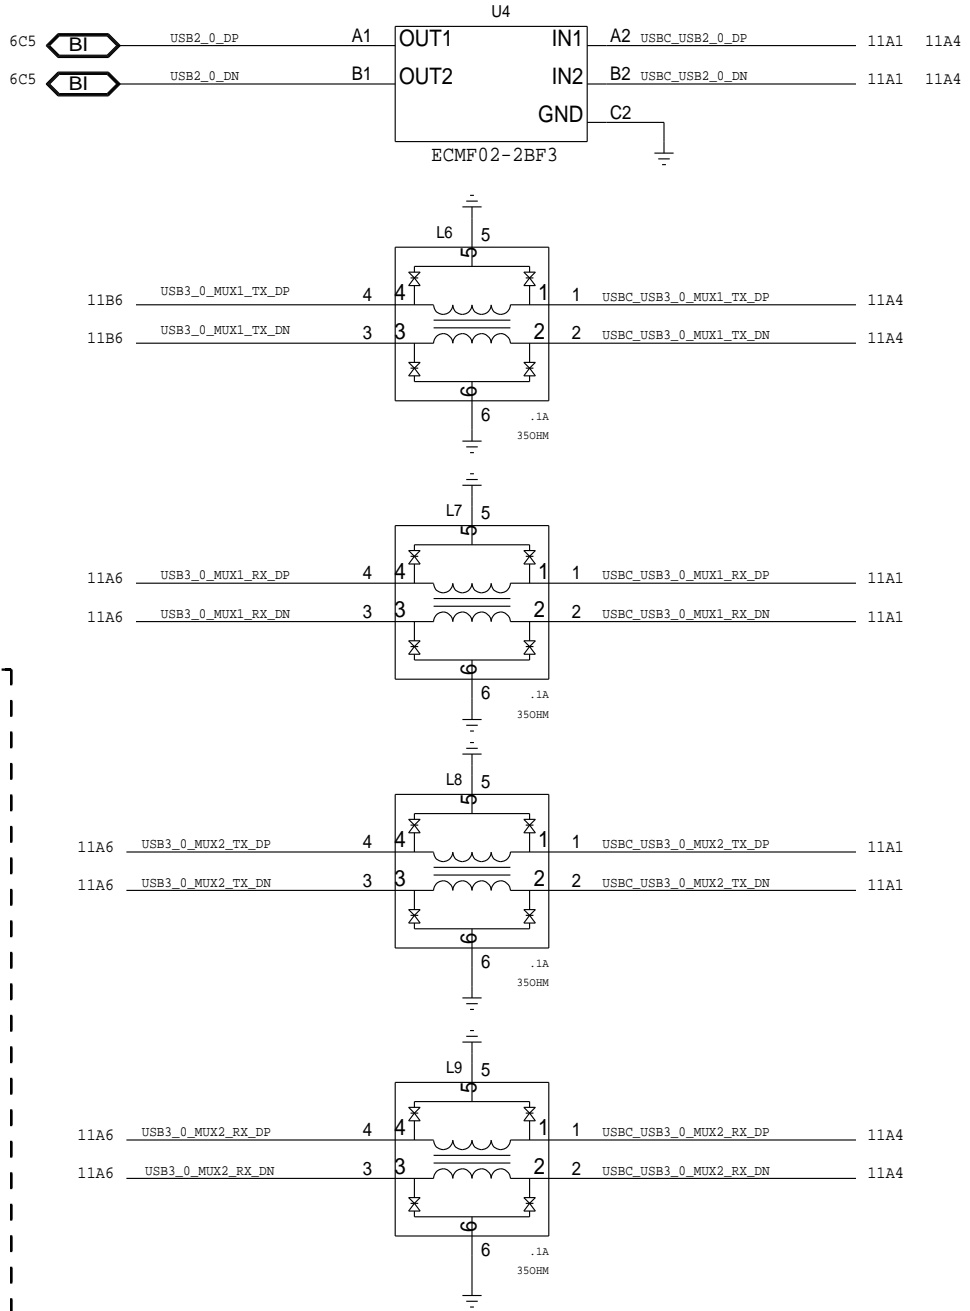 U4
6C5 BI USB2_0_DP A1 OUT1 IN1 A2 USBC_USB2_0_DP 11A1 11A4
6C5 BI USB2_0_DN B1 OUT2 IN2 B2 USBC_USB2_0_DN 11A1 11A4
GND C2
ECMF02-2BF3
L6 5
5
11B6 USB3_0_MUX1_TX_DP 4 4 1 1 USBC_USB3_0_MUX1_TX_DP 11A4
11B6 USB3_0_MUX1_TX_DN 3 3 2 2 USBC_USB3_0_MUX1_TX_DN 11A4
6
6 .1A
35OHM
L7 5
5
11A6 USB3_0_MUX1_RX_DP 4 4 1 1 USBC_USB3_0_MUX1_RX_DP 11A1
11A6 USB3_0_MUX1_RX_DN 3 3 2 2 USBC_USB3_0_MUX1_RX_DN 11A1
6
6 .1A
35OHM
L8 5
5
11A6 USB3_0_MUX2_TX_DP 4 4 1 1 USBC_USB3_0_MUX2_TX_DP 11A1
11A6 USB3_0_MUX2_TX_DN 3 3 2 2 USBC_USB3_0_MUX2_TX_DN 11A1
6
6 .1A
35OHM
L9 5
5
11A6 USB3_0_MUX2_RX_DP 4 4 1 1 USBC_USB3_0_MUX2_RX_DP 11A4
11A6 USB3_0_MUX2_RX_DN 3 3 2 2 USBC_USB3_0_MUX2_RX_DN 11A4
6
6 .1A
35OHM